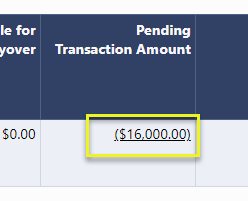 le for
yover
Pending
Transaction Amount
$0.00
($16,000.00)